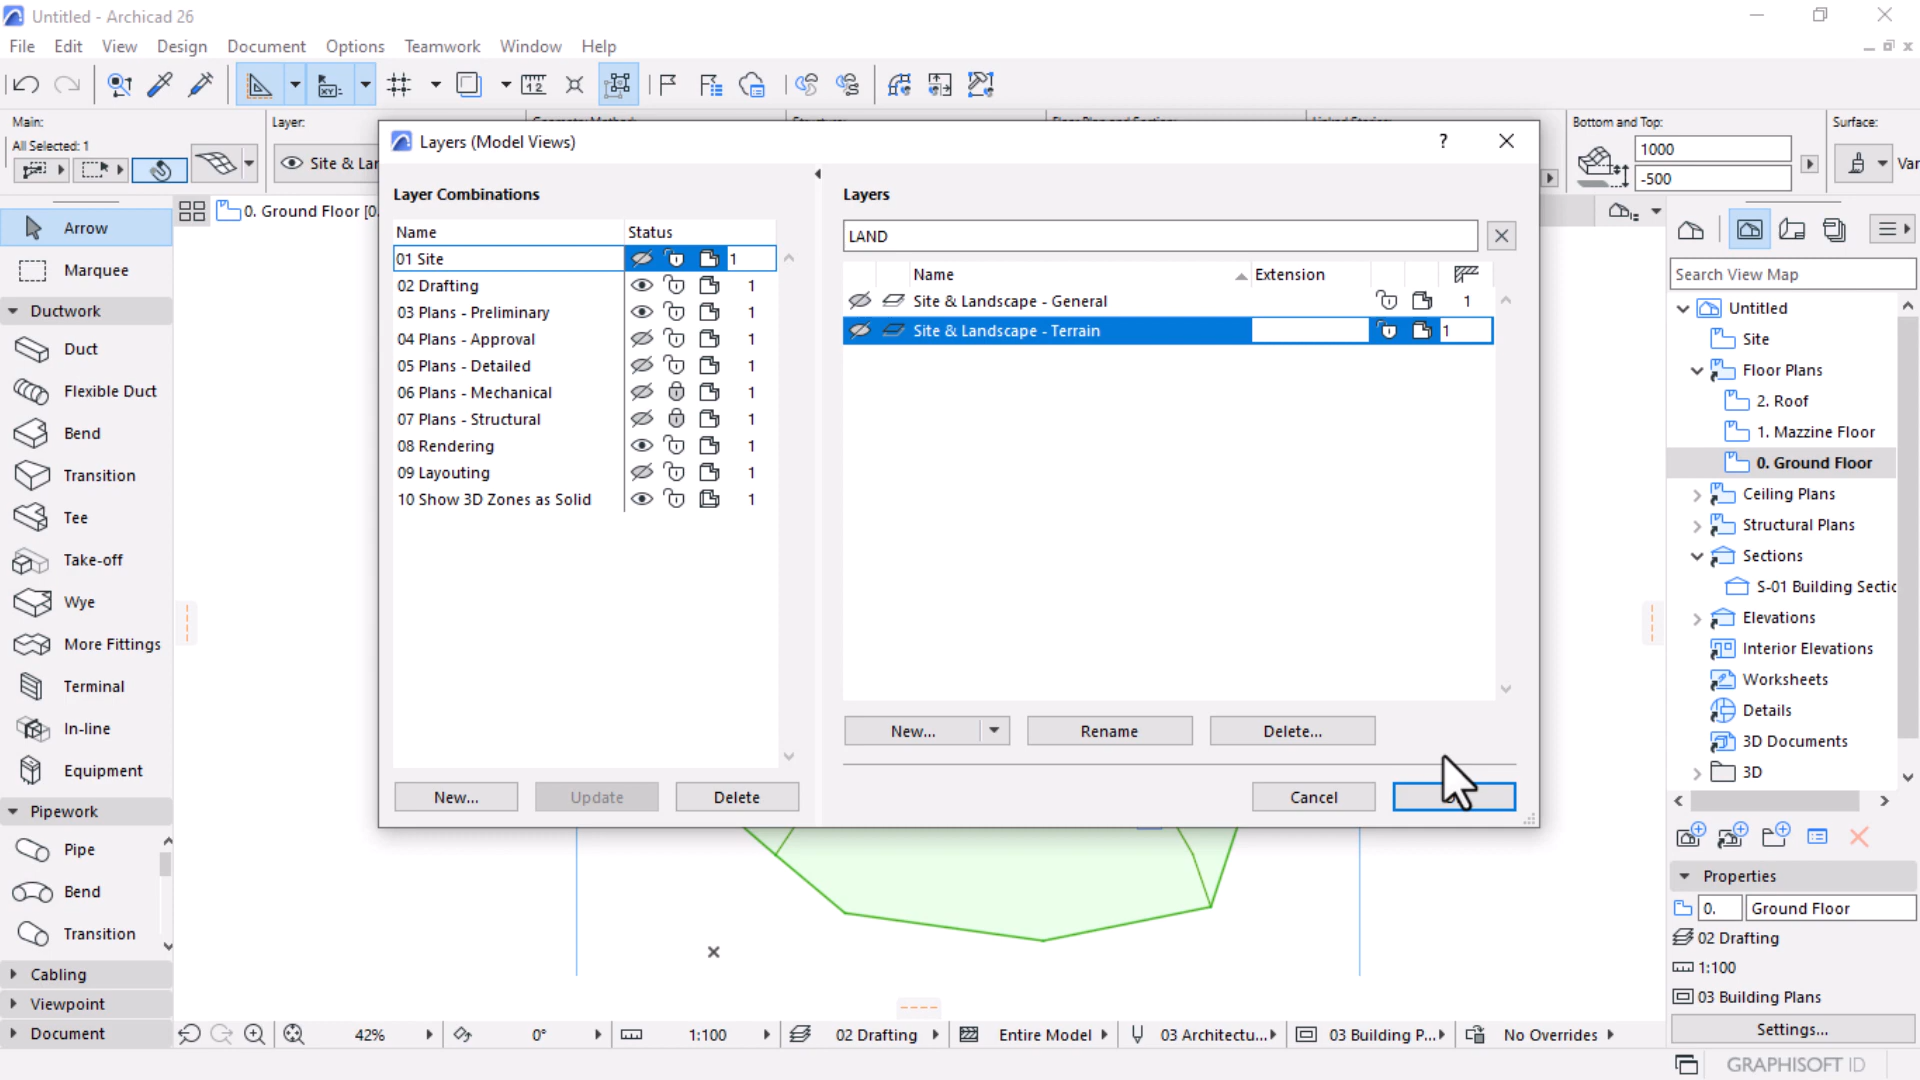 Untitled - Archicad 26
File Edit View Design Document Options Teamwork Window Help
Main:
All Selected: 1
Layer:
Site & Lan
Bottom and Top:
1000
-500
Surface:
Var
0. Ground Floor [0.
Layers (Model Views)
?
Layer Combinations
Name Status
01 Site 1
02 Drafting 1
03 Plans - Preliminary 1
04 Plans - Approval 1
05 Plans - Detailed 1
06 Plans - Mechanical 1
07 Plans - Structural 1
08 Rendering 1
09 Layouting 1
10 Show 3D Zones as Solid 1
New... Update Delete
Layers
LAND
Name Extension
Site & Landscape - General 1
Site & Landscape - Terrain 1
New... Rename Delete...
Cancel
Arrow
Marquee
Ductwork
Duct
Flexible Duct
Bend
Transition
Tee
Take-off
Wye
More Fittings
Terminal
In-line
Equipment
Pipework
Pipe
Bend
Transition
Cabling
Viewpoint
Document
Search View Map
Untitled
Site
Floor Plans
2. Roof
1. Mazzine Floor
0. Ground Floor
Ceiling Plans
Structural Plans
Sections
S-01 Building Sectic
Elevations
Interior Elevations
Worksheets
Details
3D Documents
3D
Properties
0. Ground Floor
02 Drafting
1:100
03 Building Plans
Settings...
42% 0° 1:100 02 Drafting Entire Model 03 Architectu... 03 Building P... No Overrides
GRAPHISOFT ID